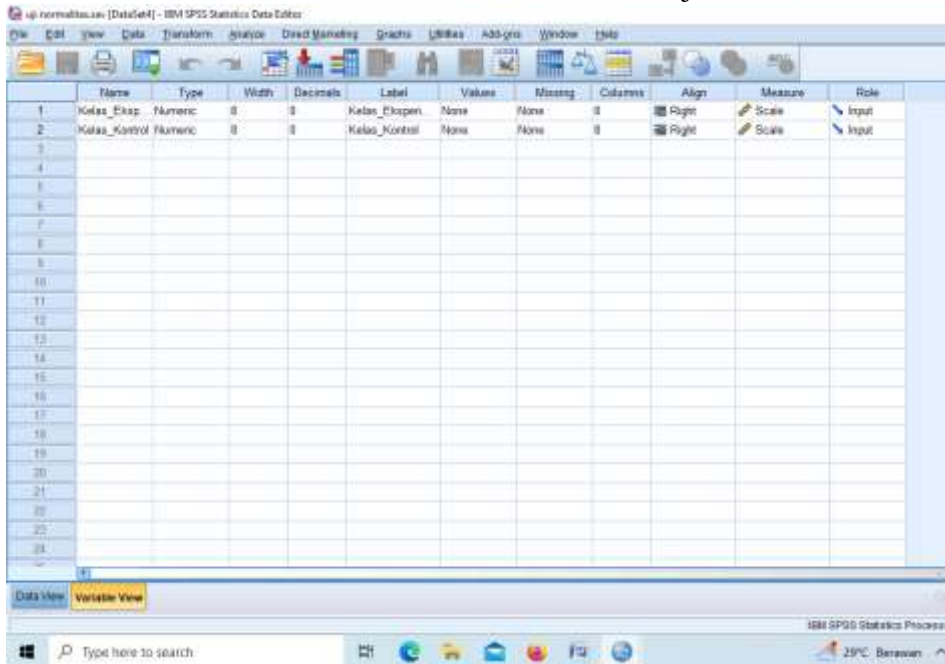 uji normalitas.sav [DataSet4] - IBM SPSS Statistics Data Editor
File Edit View Data Transform Analyze Direct Marketing Graphs Utilities Add-ons Window Help
Name Type Width Decimals Label Values Missing Columns Align Measure Role
1 Kelas_Eksp... Numeric 8 0 Kelas_Eksperi... None None 8 Right Scale Input
2 Kelas_Kontrol Numeric 8 0 Kelas_Kontrol None None 8 Right Scale Input
3
4
5
6
7
8
9
10
11
12
13
14
15
16
17
18
19
20
21
22
23
24
Data View Variable View
IBM SPSS Statistics Process
Type here to search
29°C Berawan